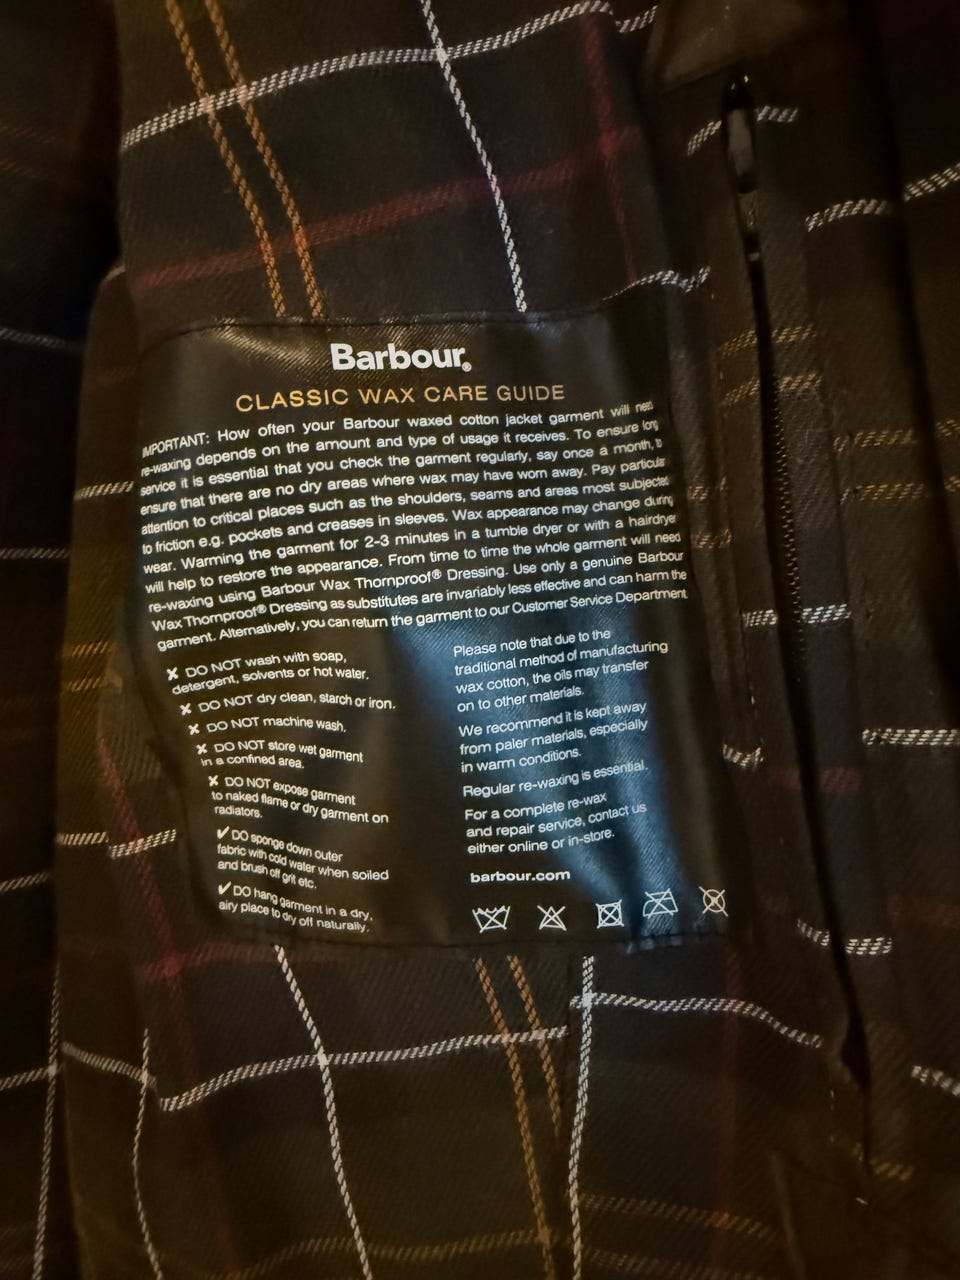 Barbour®
CLASSIC WAX CARE GUIDE
IMPORTANT: How often your Barbour waxed cotton jacket garment will need
re-waxing depends on the amount and type of usage it receives. To ensure long
service it is essential that you check the garment regularly, say once a month, to
ensure that there are no dry areas where wax may have worn away. Pay particular
attention to critical places such as the shoulders, seams and areas most subjected
to friction e.g. pockets and creases in sleeves. Wax appearance may change during
wear. Warming the garment for 2-3 minutes in a tumble dryer or with a hairdryer
will help to restore the appearance. From time to time the whole garment will need
re-waxing using Barbour Wax Thornproof® Dressing. Use only a genuine Barbour
Wax Thornproof® Dressing as substitutes are invariably less effective and can harm the
garment. Alternatively, you can return the garment to our Customer Service Department.
✘ DO NOT wash with soap,
detergent, solvents or hot water.
✘ DO NOT dry clean, starch or iron.
✘ DO NOT machine wash.
✘ DO NOT store wet garment
in a confined area.
✘ DO NOT expose garment
to naked flame or dry garment on
radiators.
✔ DO sponge down outer
fabric with cold water when soiled
and brush off grit etc.
✔ DO hang garment in a dry,
airy place to dry off naturally.
Please note that due to the
traditional method of manufacturing
wax cotton, the oils may transfer
on to other materials.
We recommend it is kept away
from paler materials, especially
in warm conditions.
Regular re-waxing is essential.
For a complete re-wax
and repair service, contact us
either online or in-store.
barbour.com